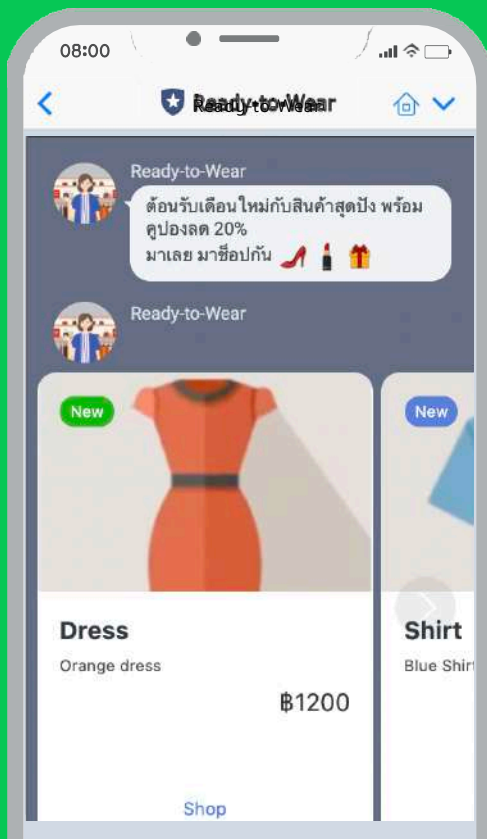 08:00
Ready-to-Wear
Ready-to-Wear
ต้อนรับเดือนใหม่กับสินค้าสุดปัง พร้อม
คูปองลด 20%
มาเลย มาช็อปกัน
Ready-to-Wear
New
New
Dress
Shirt
Orange dress
Blue Shirt
฿1200
Shop